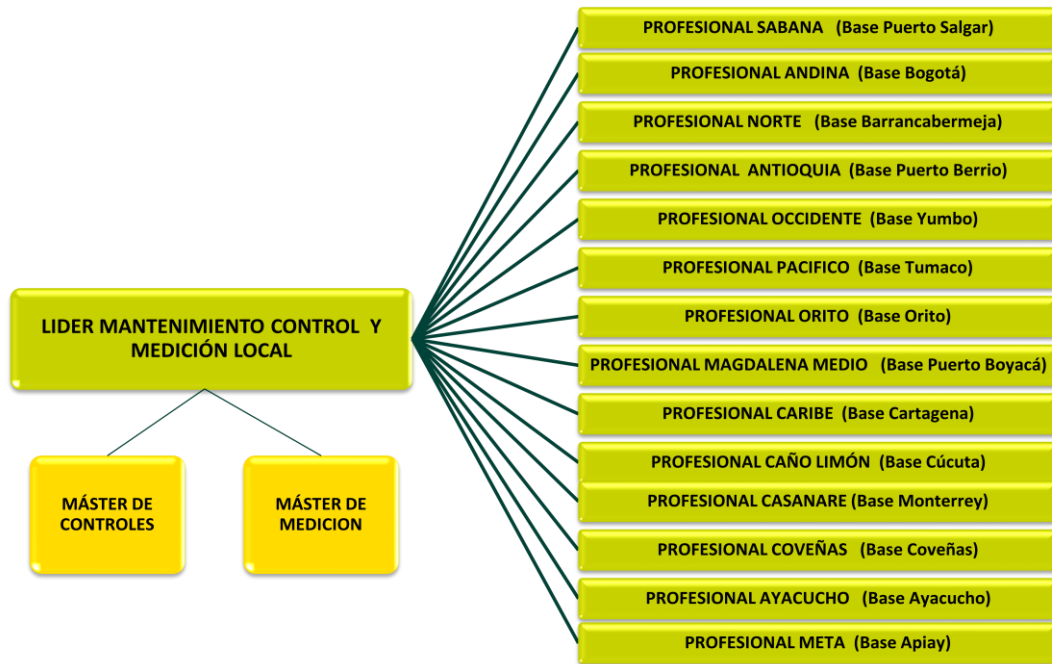 PROFESIONAL SABANA (Base Puerto Salgar)
PROFESIONAL ANDINA (Base Bogotá)
PROFESIONAL NORTE (Base Barrancabermeja)
PROFESIONAL ANTIOQUIA (Base Puerto Berrio)
PROFESIONAL OCCIDENTE (Base Yumbo)
PROFESIONAL PACIFICO (Base Tumaco)
LIDER MANTENIMIENTO CONTROL Y
MEDICIÓN LOCAL
PROFESIONAL ORITO (Base Orito)
PROFESIONAL MAGDALENA MEDIO (Base Puerto Boyacá)
PROFESIONAL CARIBE (Base Cartagena)
PROFESIONAL CAÑO LIMÓN (Base Cúcuta)
PROFESIONAL CASANARE (Base Monterrey)
PROFESIONAL COVEÑAS (Base Coveñas)
PROFESIONAL AYACUCHO (Base Ayacucho)
PROFESIONAL META (Base Apiay)
MÁSTER DE
CONTROLES
MÁSTER DE
MEDICION